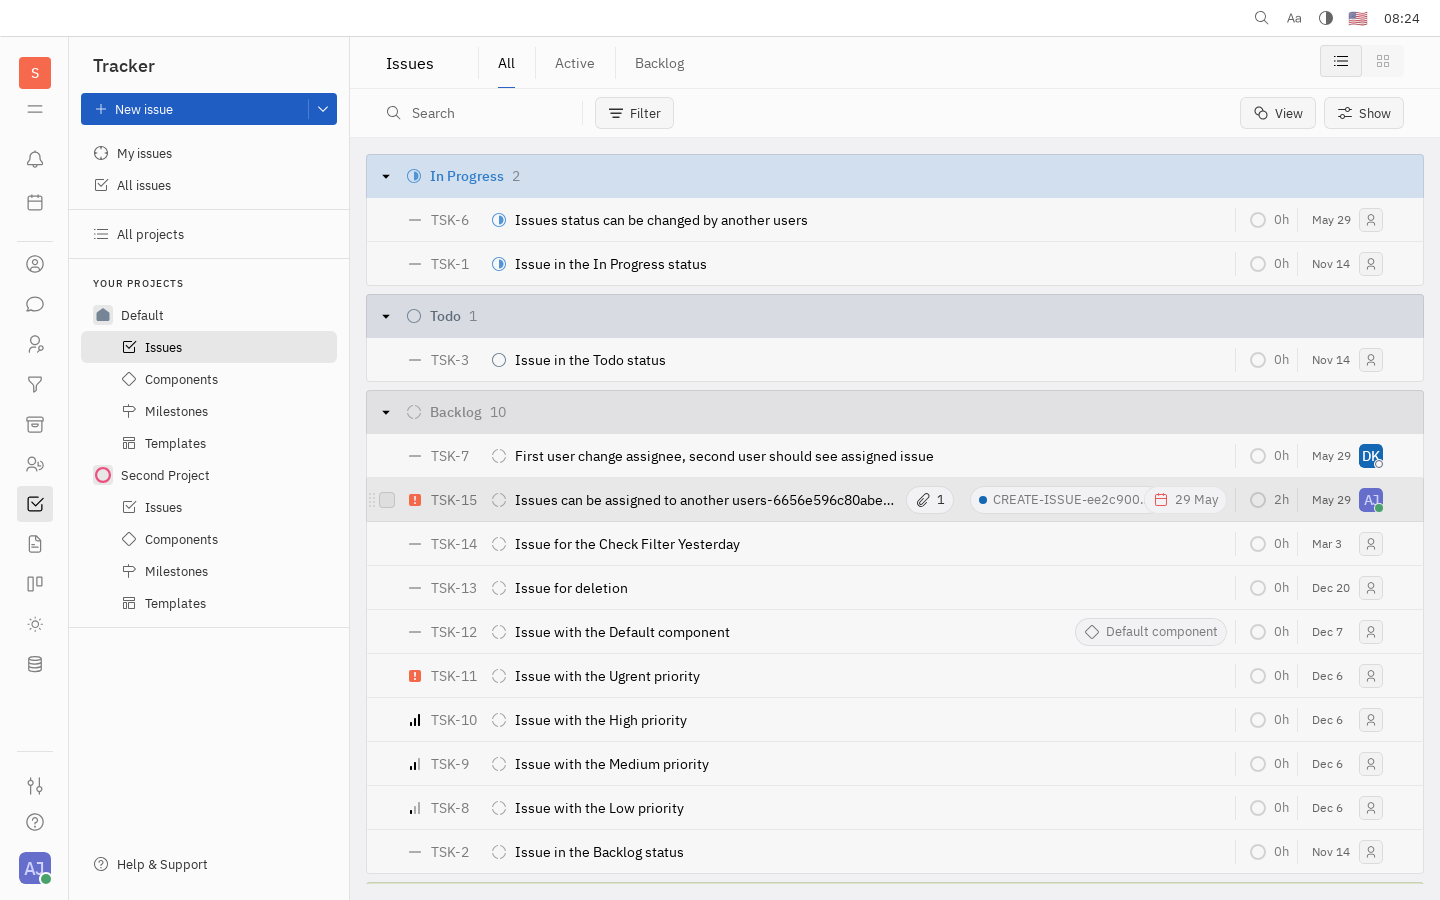 Aa 08:24
S
Tracker
New issue
My issues
All issues
All projects
YOUR PROJECTS
Default
Issues
Components
Milestones
Templates
Second Project
Issues
Components
Milestones
Templates
Help & Support
AJ
Issues All Active Backlog
Search Filter View Show
In Progress 2
TSK-6 Issues status can be changed by another users 0h May 29
TSK-1 Issue in the In Progress status 0h Nov 14
Todo 1
TSK-3 Issue in the Todo status 0h Nov 14
Backlog 10
TSK-7 First user change assignee, second user should see assigned issue 0h May 29 DK
TSK-15 Issues can be assigned to another users-6656e596c80abe... 1 CREATE-ISSUE-ee2c900. 29 May 2h May 29 AJ
TSK-14 Issue for the Check Filter Yesterday 0h Mar 3
TSK-13 Issue for deletion 0h Dec 20
TSK-12 Issue with the Default component Default component 0h Dec 7
TSK-11 Issue with the Ugrent priority 0h Dec 6
TSK-10 Issue with the High priority 0h Dec 6
TSK-9 Issue with the Medium priority 0h Dec 6
TSK-8 Issue with the Low priority 0h Dec 6
TSK-2 Issue in the Backlog status 0h Nov 14